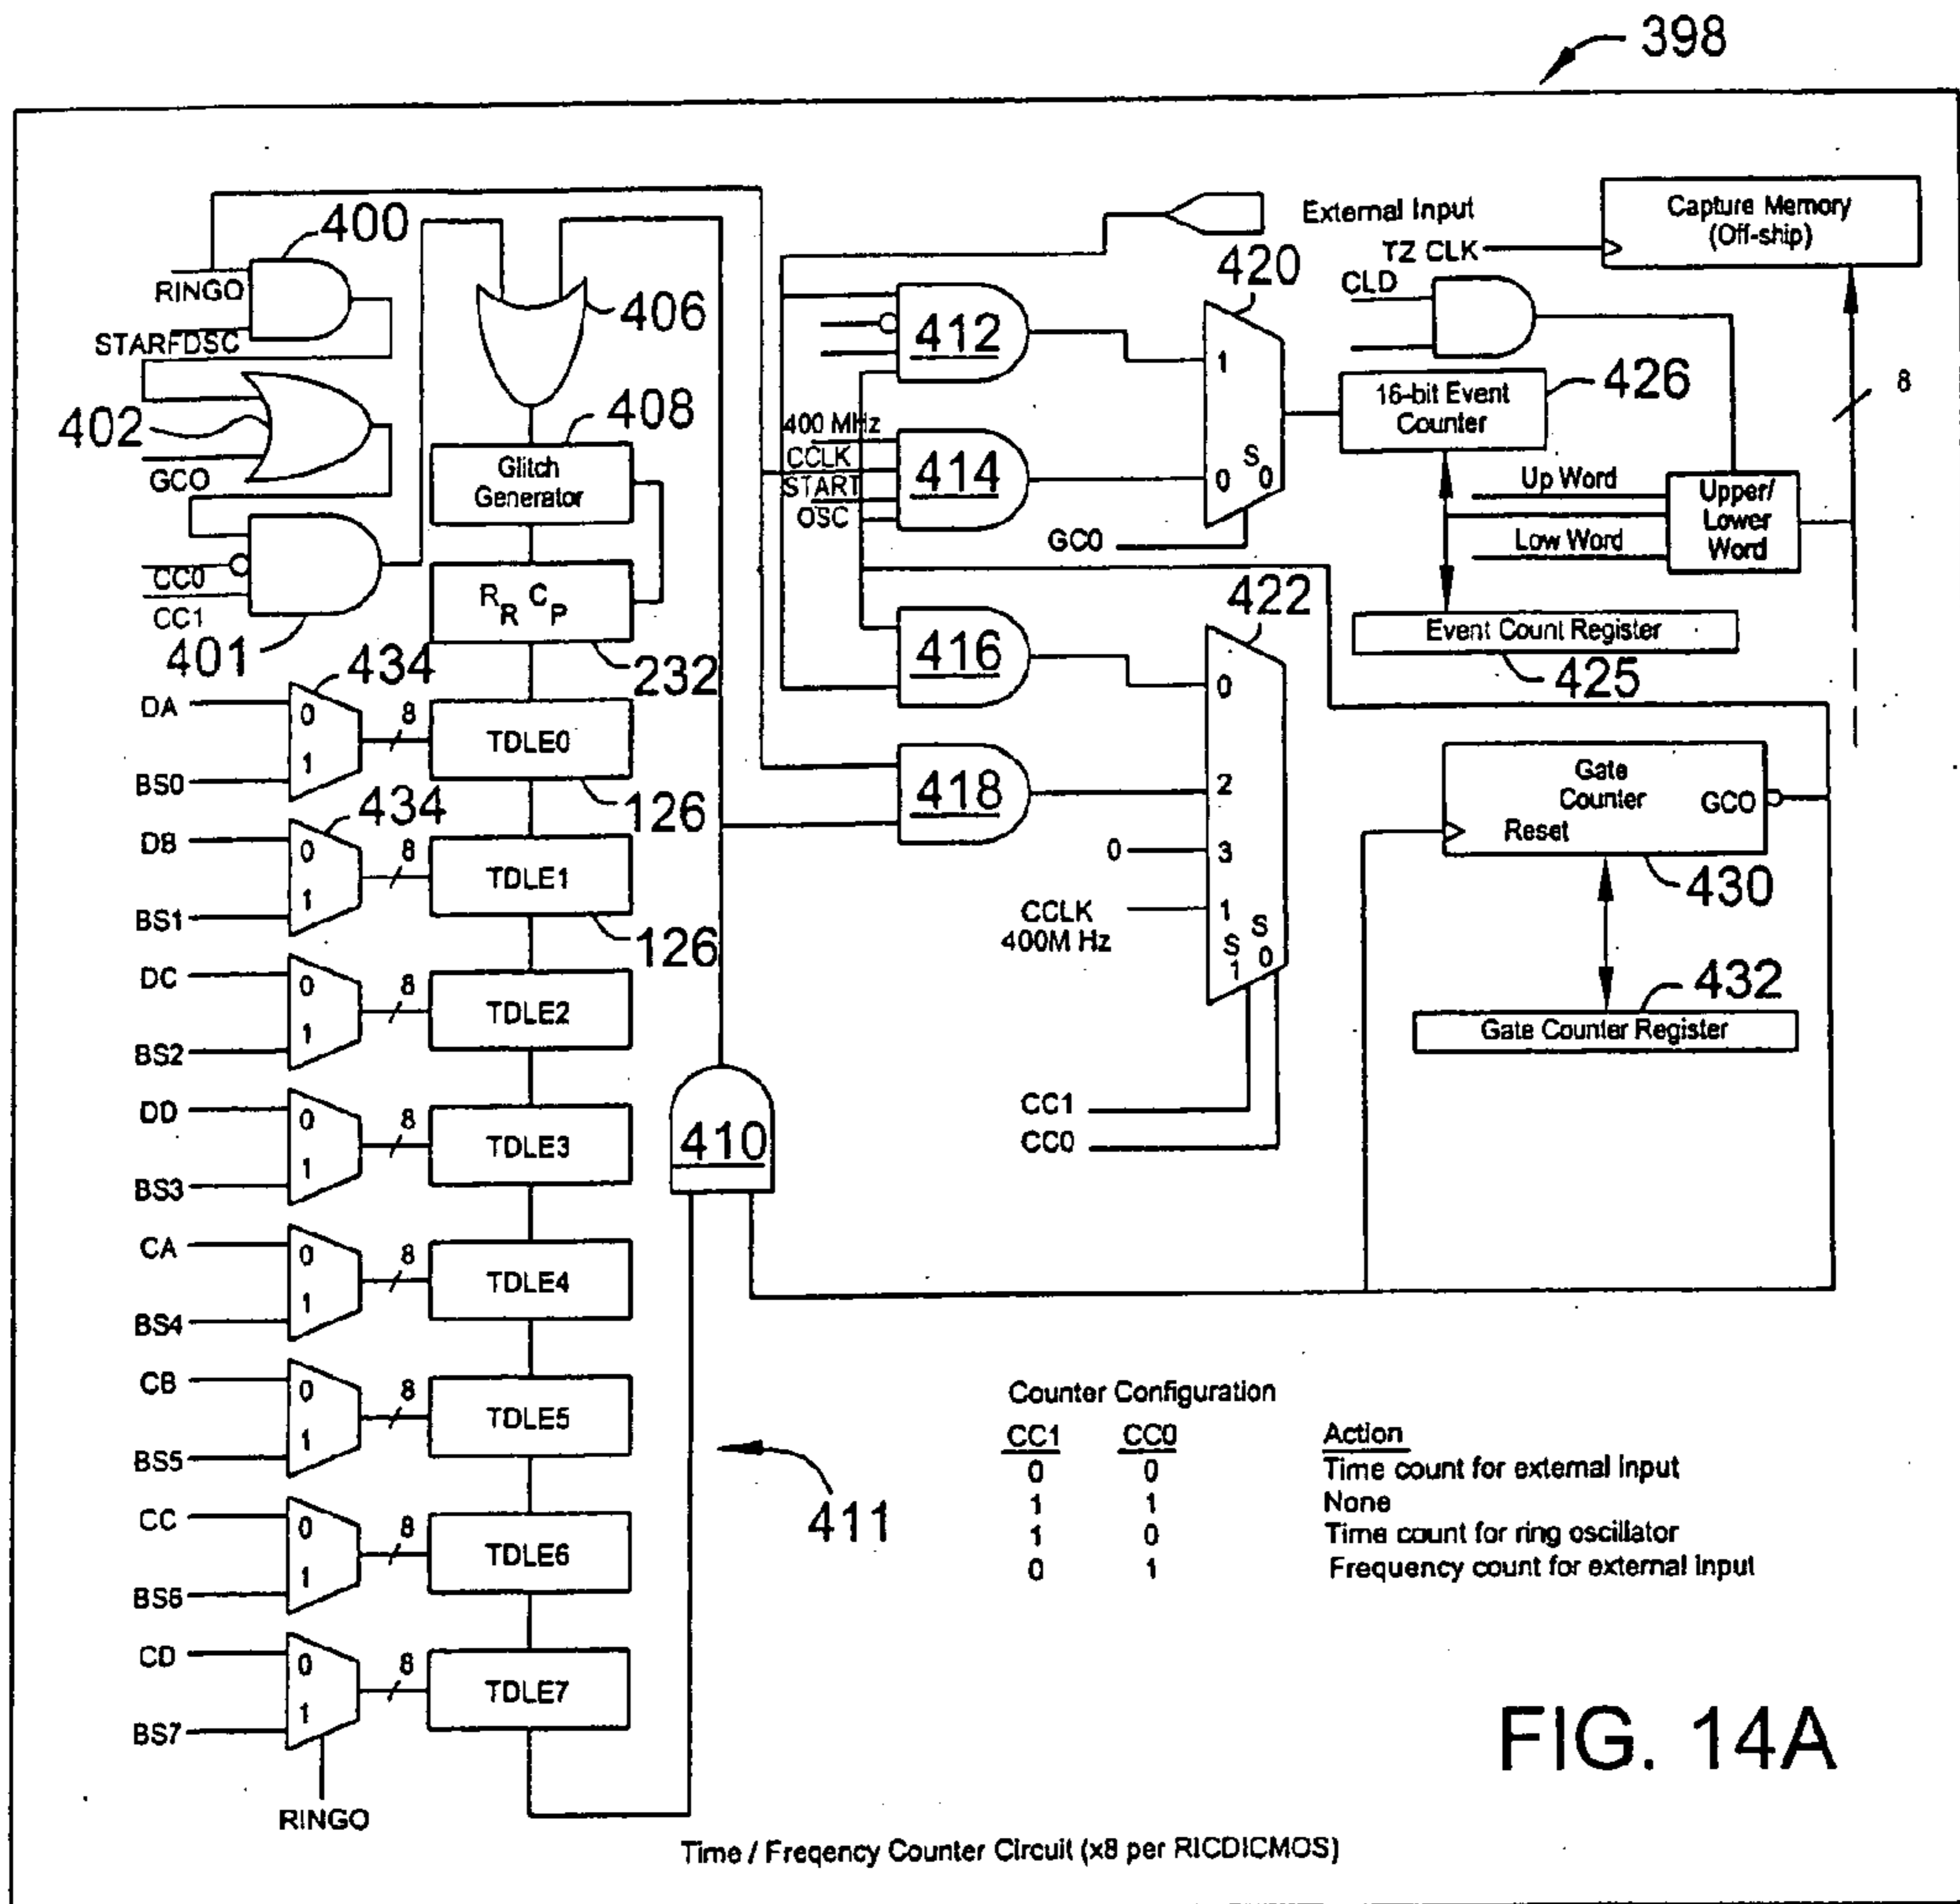 398
RINGO
400
STARFDSC
402
GCO
CC0
CC1
401
406
408
Glitch
Generator
R_R C_P
232
External Input
TZ CLK
Capture Memory
(Off-ship)
CLD
8
412
420
1
S
0
0
400 MHz
CCLK
START
OSC
414
GC0
16-bit Event
Counter
426
Up Word
Low Word
Upper/
Lower
Word
Event Count Register
425
416
418
422
0
2
3
1
S
1
S
0
0
CCLK
400M Hz
CC1
CC0
Gate
Counter
GCO
Reset
430
432
Gate Counter Register
410
411
DA
BS0
434
0
1
8
TDLE0
126
DB
BS1
434
0
1
8
TDLE1
126
DC
BS2
0
1
8
TDLE2
DD
BS3
0
1
8
TDLE3
CA
BS4
0
1
8
TDLE4
CB
BS5
0
1
8
TDLE5
CC
BS6
0
1
8
TDLE6
CD
BS7
0
1
8
TDLE7
RINGO
Counter Configuration
CC1 CC0 Action
0 0 Time count for external input
1 1 None
1 0 Time count for ring oscillator
0 1 Frequency count for external input
FIG. 14A
Time / Freqency Counter Circuit (x8 per RICDICMOS)